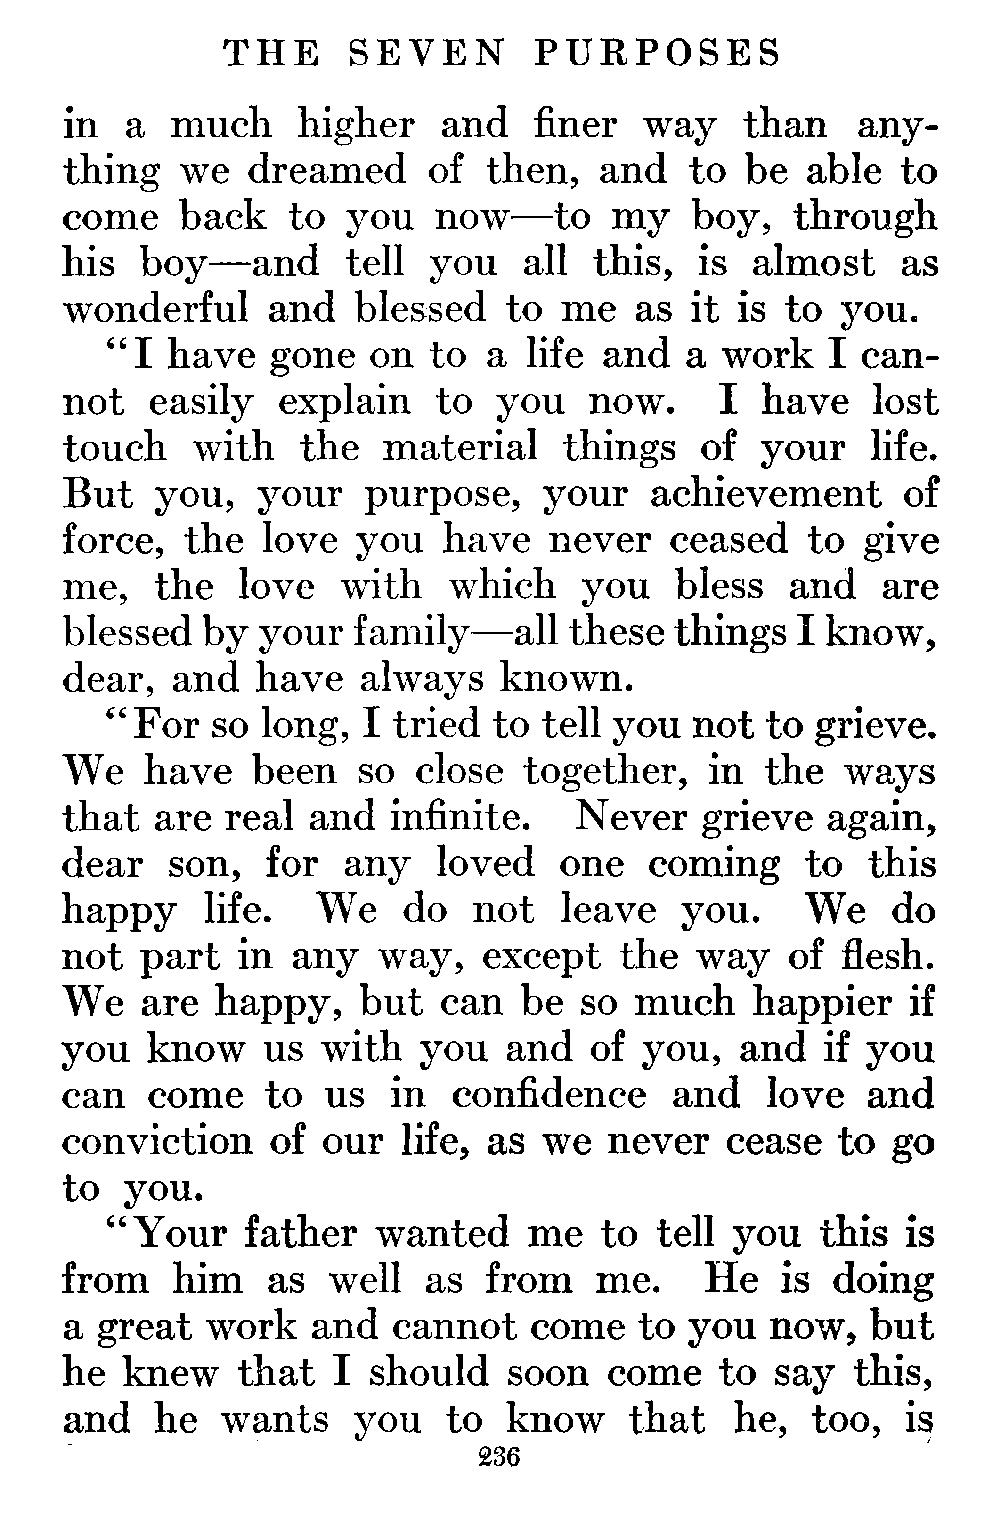 THE SEVEN PURPOSES
in a much higher and finer way than any-
thing we dreamed of then, and to be able to
come back to you now—to my boy, through
his boy—and tell you all this, is almost as
wonderful and blessed to me as it is to you.
“I have gone on to a life and a work I can-
not easily explain to you now. I have lost
touch with the material things of your life.
But you, your purpose, your achievement of
force, the love you have never ceased to give
me, the love with which you bless and are
blessed by your family—all these things I know,
dear, and have always known.
“For so long, I tried to tell you not to grieve.
We have been so close together, in the ways
that are real and infinite. Never grieve again,
dear son, for any loved one coming to this
happy life. We do not leave you. We do
not part in any way, except the way of flesh.
We are happy, but can be so much happier if
you know us with you and of you, and if you
can come to us in confidence and love and
conviction of our life, as we never cease to go
to you.
“Your father wanted me to tell you this is
from him as well as from me. He is doing
a great work and cannot come to you now, but
he knew that I should soon come to say this,
and he wants you to know that he, too, is
236